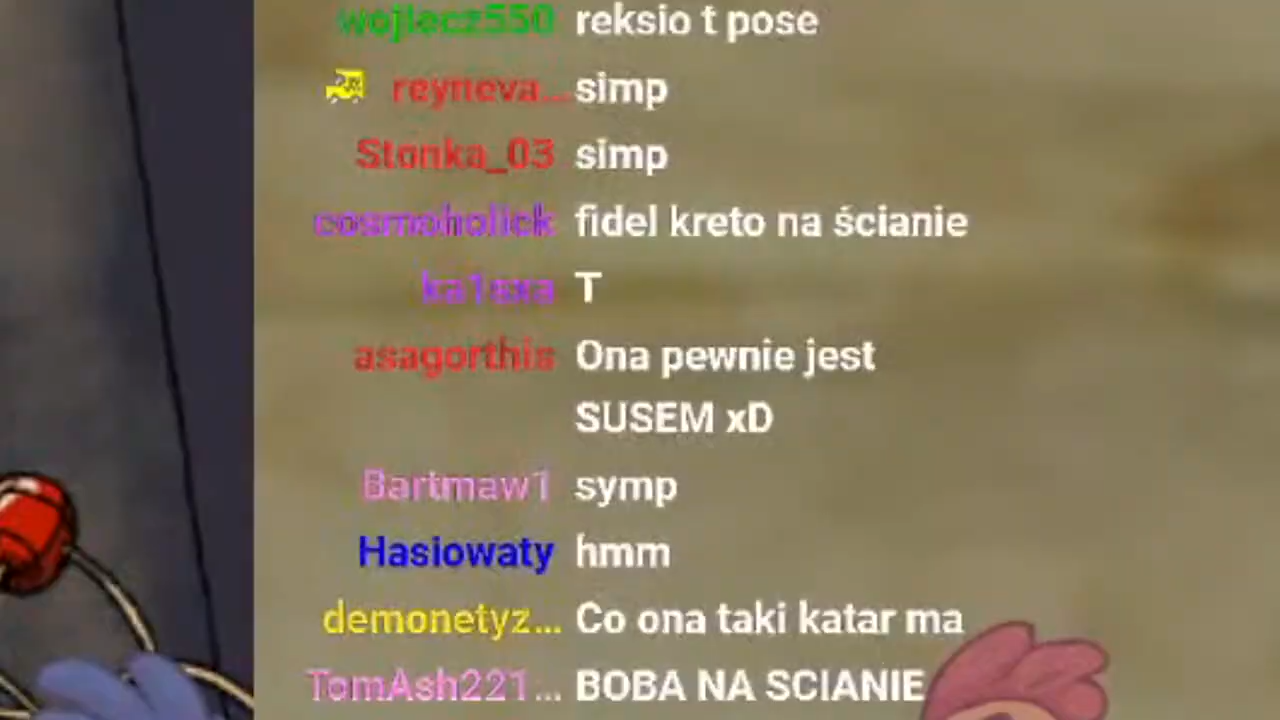 wojlecz550 reksio t pose
reyneva... simp
Stonka_03 simp
cosmoholick fidel kreto na ścianie
ka1sxa T
asagorthis Ona pewnie jest
SUSEM xD
Bartmaw1 symp
Hasiowaty hmm
demonetyz... Co ona taki katar ma
TomAsh221... BOBA NA SCIANIE